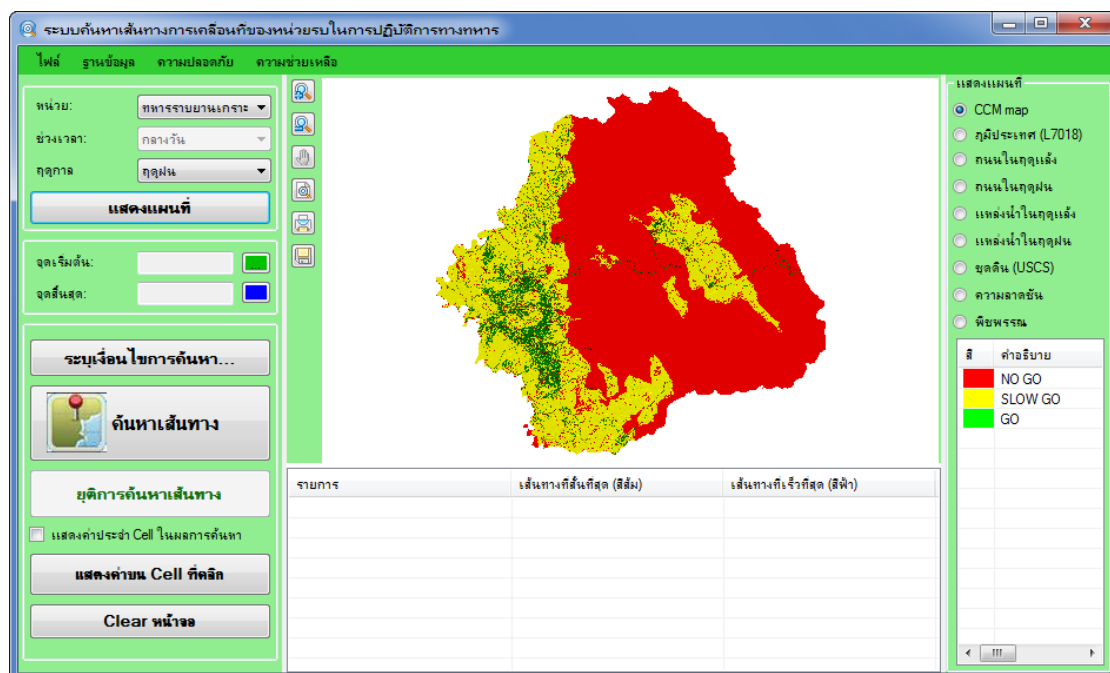 ระบบค้นหาเส้นทางการเคลื่อนที่ของหน่วยรบในการปฏิบัติการทางทหาร
ไฟล์ ฐานข้อมูล ความปลอดภัย ความช่วยเหลือ
หน่วย: ทหารราบยานเกราะ
ช่วงเวลา: กลางวัน
ฤดูกาล ฤดูฝน
แสดงแผนที่
จุดเริ่มต้น: ...
จุดสิ้นสุด:
ระบุเงื่อนไขการค้นหา...
ค้นหาเส้นทาง
ยุติการค้นหาเส้นทาง
แสดงค่าประจำ Cell ในผลการค้นหา
แสดงค่าบน Cell ที่คลิก
Clear หน้าจอ
รายการ เส้นทางที่สั้นที่สุด (สีส้ม) เส้นทางที่เร็วที่สุด (สีฟ้า)
แสดงแผนที่
CCM map
ภูมิประเทศ (L7018)
ถนนในฤดูแล้ง
ถนนในฤดูฝน
แหล่งน้ำในฤดูแล้ง
แหล่งน้ำในฤดูฝน
ชุดดิน (USCS)
ความลาดชัน
พืชพรรณ
สี คำอธิบาย
NO GO
SLOW GO
GO